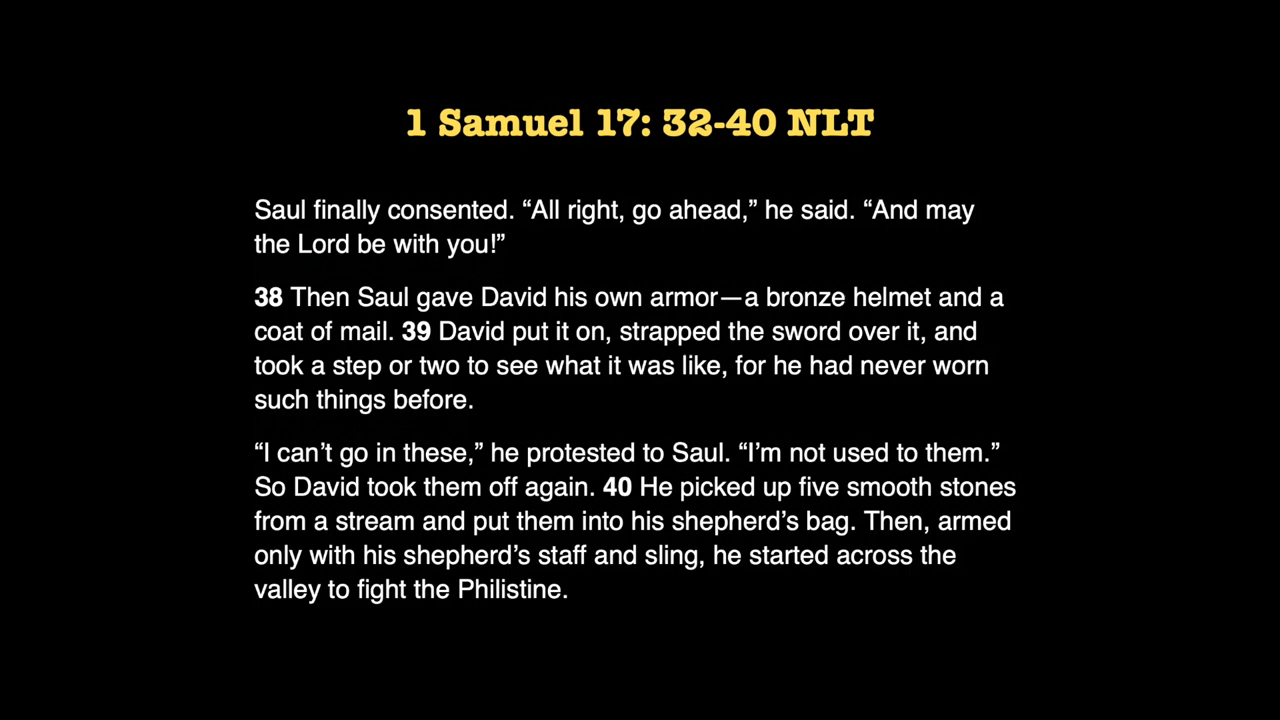 1 Samuel 17: 32-40 NLT
Saul finally consented. “All right, go ahead,” he said. “And may
the Lord be with you!”
38 Then Saul gave David his own armor—a bronze helmet and a
coat of mail. 39 David put it on, strapped the sword over it, and
took a step or two to see what it was like, for he had never worn
such things before.
“I can’t go in these,” he protested to Saul. “I’m not used to them.”
So David took them off again. 40 He picked up five smooth stones
from a stream and put them into his shepherd’s bag. Then, armed
only with his shepherd’s staff and sling, he started across the
valley to fight the Philistine.